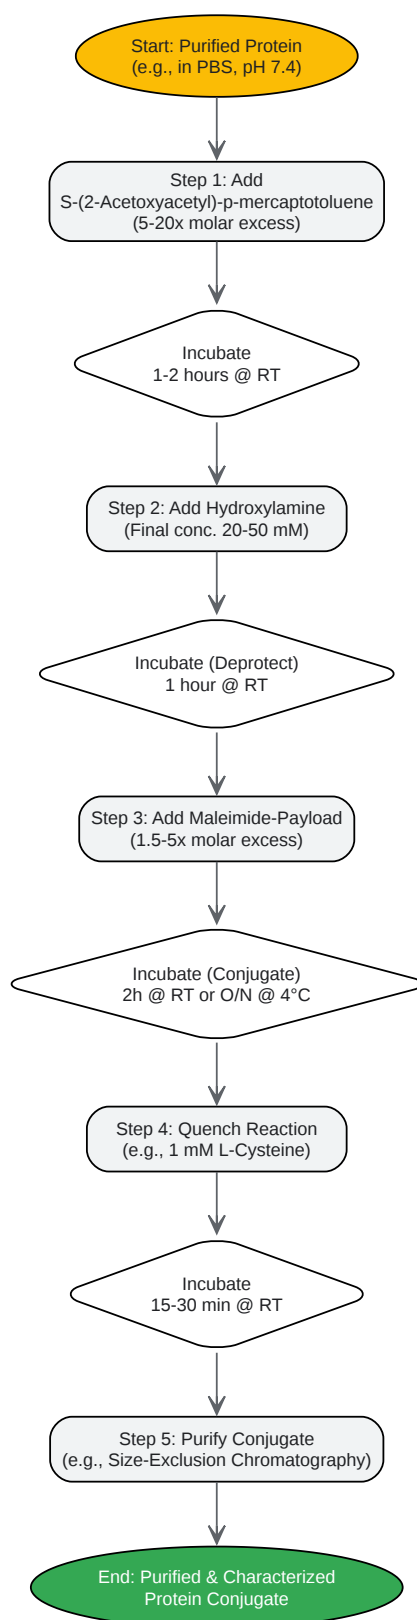 Start: Purified Protein
(e.g., in PBS, pH 7.4)
Step 1: Add
S-(2-Acetoxyacetyl)-p-mercaptotoluene
(5-20x molar excess)
Incubate
1-2 hours @ RT
Step 2: Add Hydroxylamine
(Final conc. 20-50 mM)
Incubate (Deprotect)
1 hour @ RT
Step 3: Add Maleimide-Payload
(1.5-5x molar excess)
Incubate (Conjugate)
2h @ RT or O/N @ 4°C
Step 4: Quench Reaction
(e.g., 1 mM L-Cysteine)
Incubate
15-30 min @ RT
Step 5: Purify Conjugate
(e.g., Size-Exclusion Chromatography)
End: Purified & Characterized
Protein Conjugate